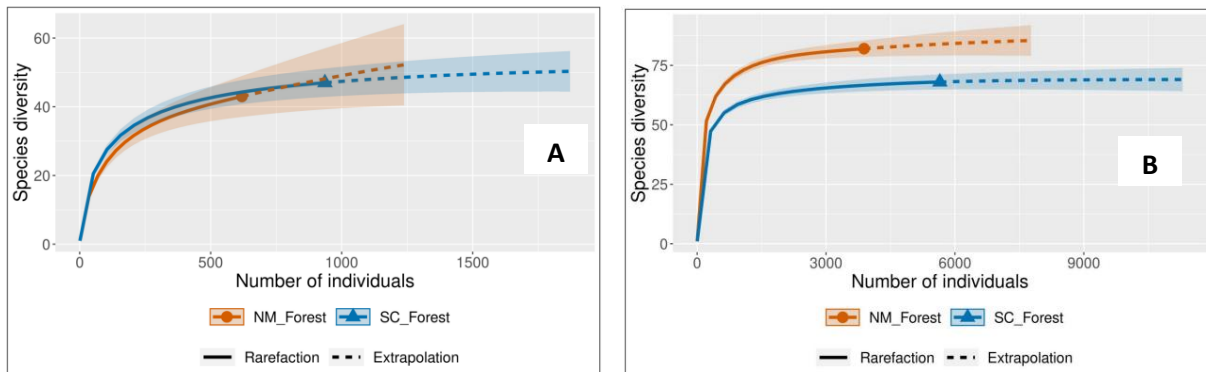 Species diversity
60
40
20
0
A
0 500 1000 1500
Number of individuals
NM_Forest SC_Forest
Rarefaction Extrapolation
Species diversity
75
50
25
0
B
0 3000 6000 9000
Number of individuals
NM_Forest SC_Forest
Rarefaction Extrapolation